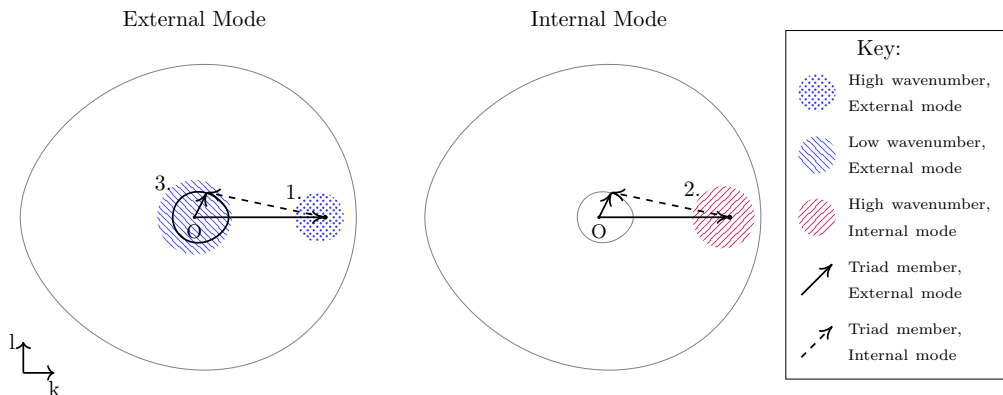 External Mode
Internal Mode
3.
1.
O
l
k
2.
O
Key:
High wavenumber,
External mode
Low wavenumber,
External mode
High wavenumber,
Internal mode
Triad member,
External mode
Triad member,
Internal mode